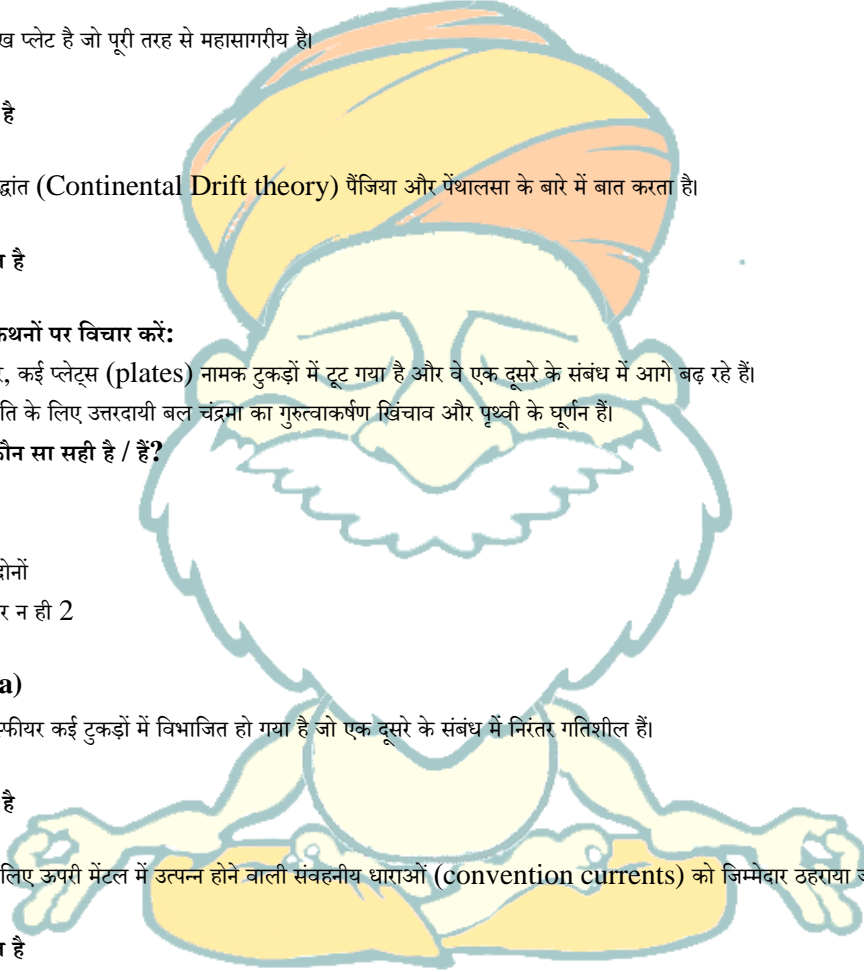 ख प्लेट है जो पूरी तरह से महासागरीय है।
है
द्धांत (Continental Drift theory) पैंजिया और पेंथालसा के बारे में बात करता है।
है
कथनों पर विचार करें:
र, कई प्लेट्स (plates) नामक टुकड़ों में टूट गया है और वे एक दूसरे के संबंध में आगे बढ़ रहे हैं।
ति के लिए उत्तरदायी बल चंद्रमा का गुरुत्वाकर्षण खिंचाव और पृथ्वी के घूर्णन हैं।
कौन सा सही है / हैं?
दोनों
र न ही 2
a)
स्फीयर कई टुकड़ों में विभाजित हो गया है जो एक दूसरे के संबंध में निरंतर गतिशील हैं।
है
लिए ऊपरी मेंटल में उत्पन्न होने वाली संवहनीय धाराओं (convention currents) को जिम्मेदार ठहराया
है